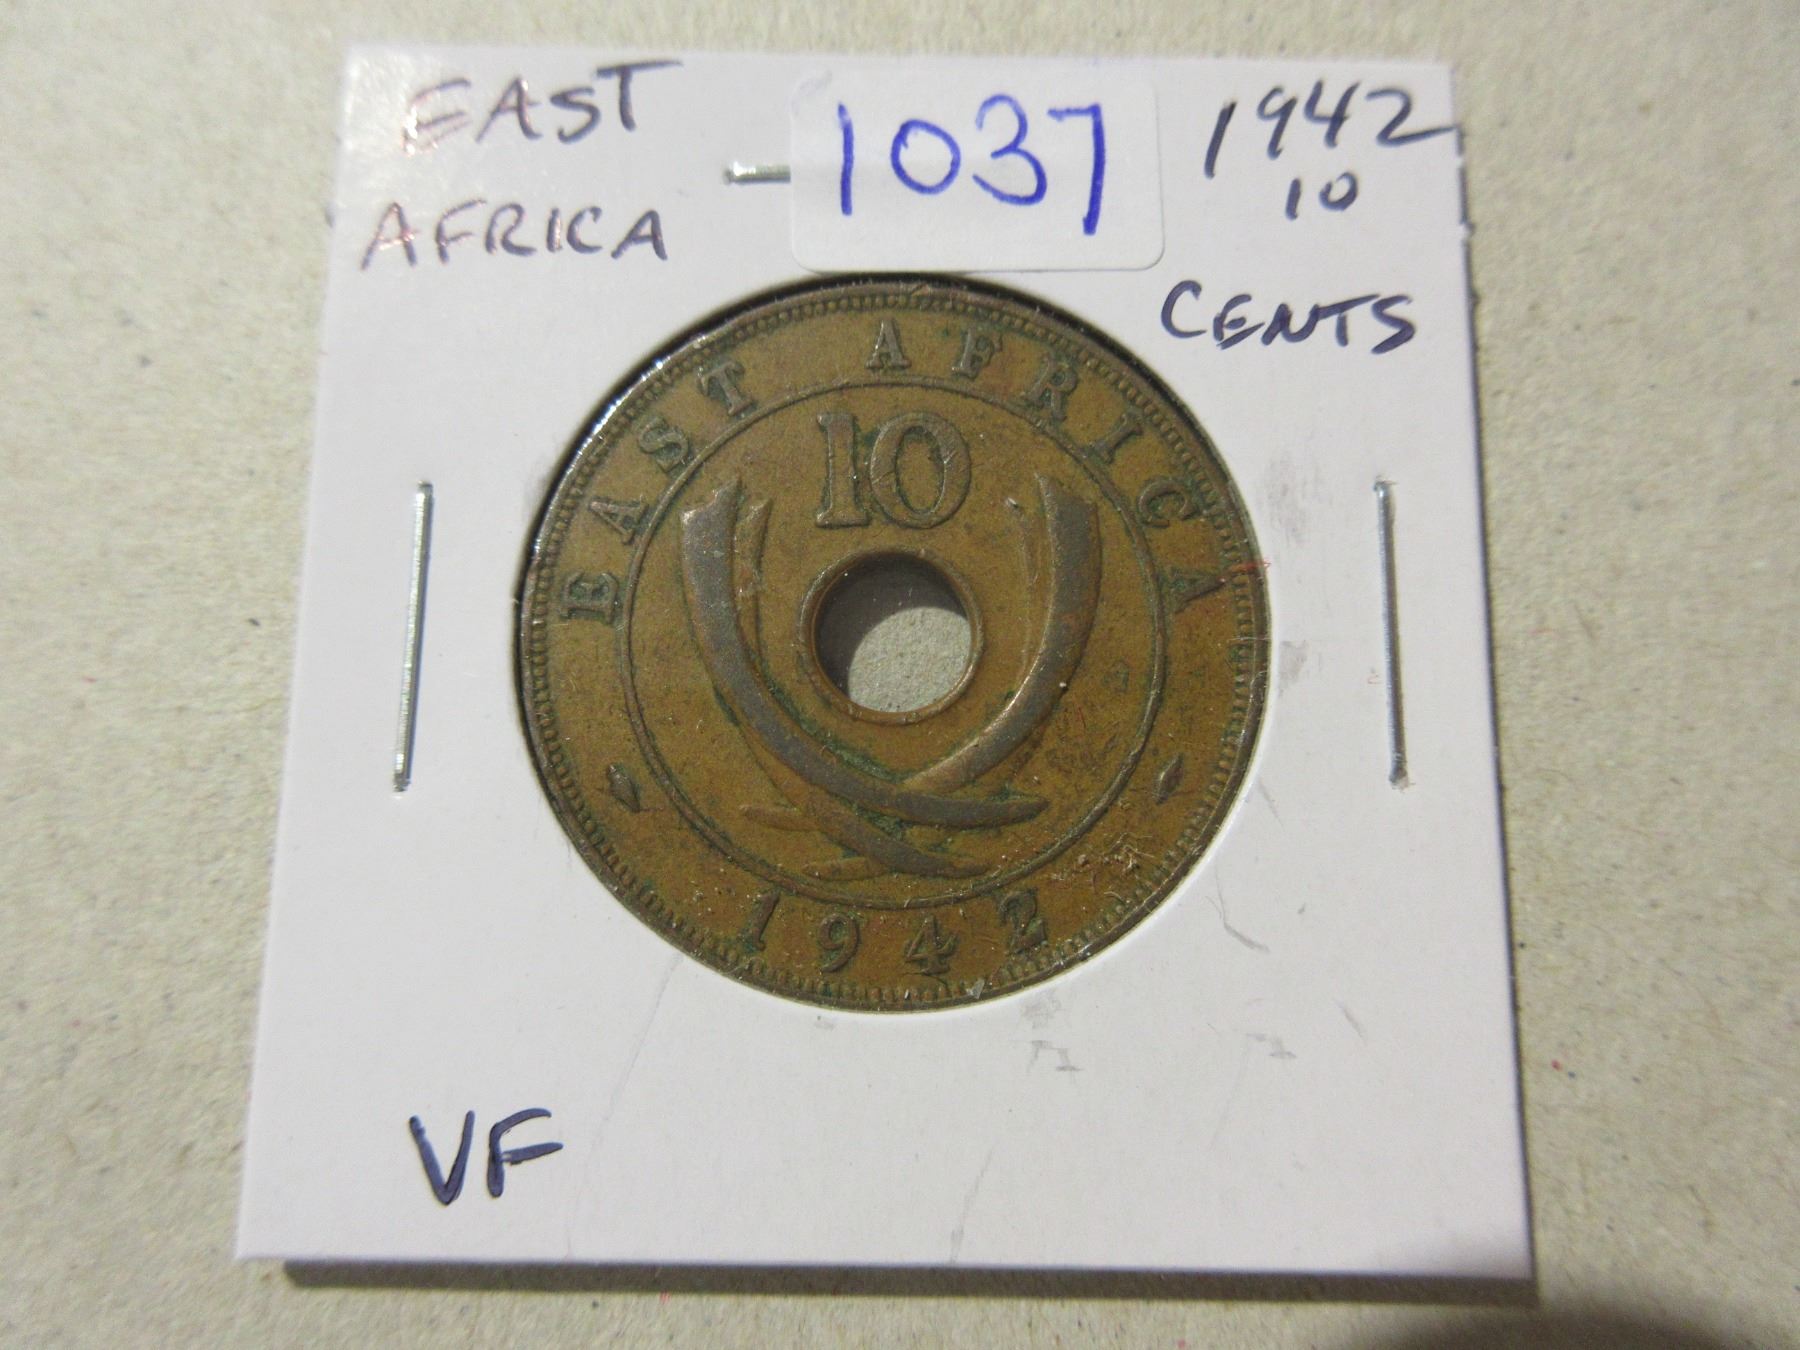 EAST
AFRICA
1037
1942
10
CENTS
EAST AFRICA
10
1942
VF